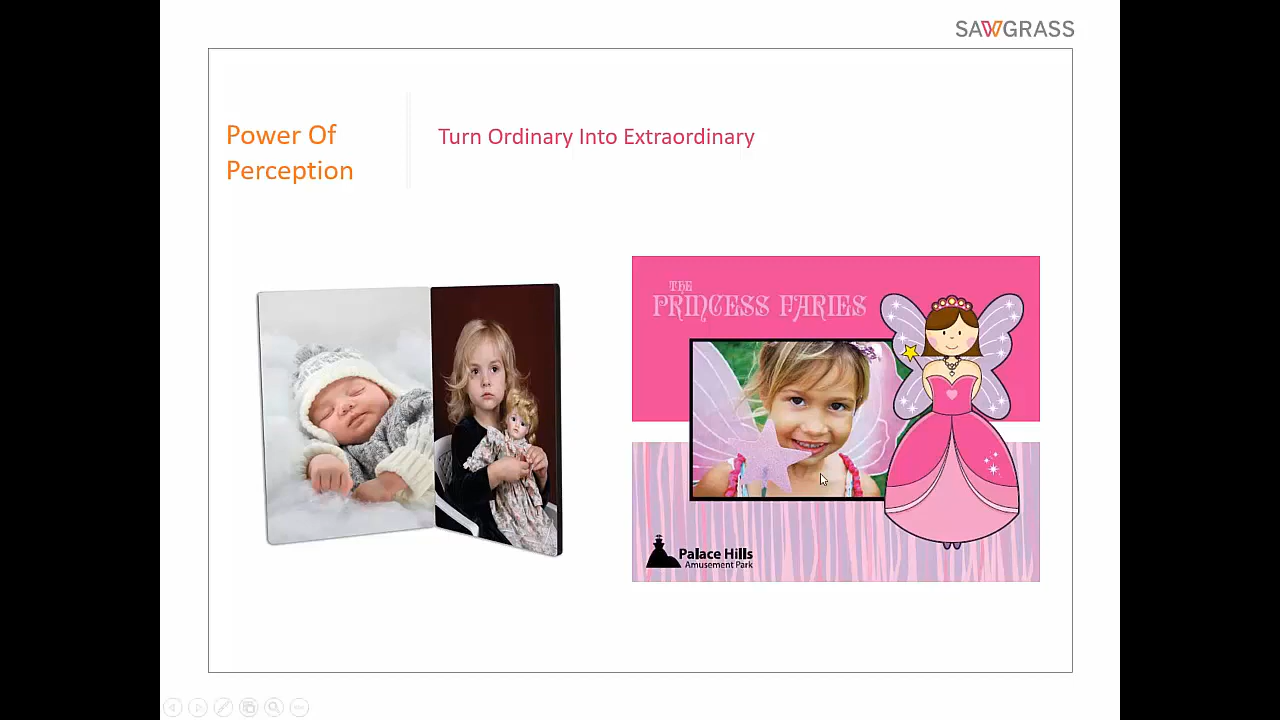 SAWGRASS
Power Of
Perception
Turn Ordinary Into Extraordinary
THE
PRINCESS FARIES
Palace Hills
Amusement Park